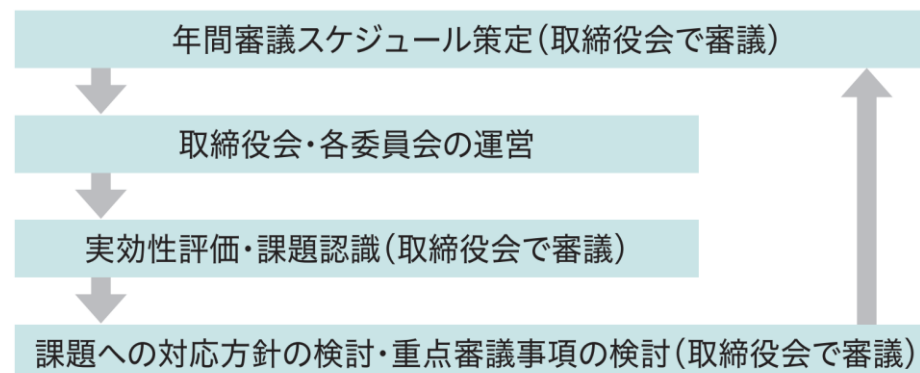 年間審議スケジュール策定(取締役会で審議)
取締役会・各委員会の運営
実効性評価・課題認識(取締役会で審議)
課題への対応方針の検討・重点審議事項の検討(取締役会で審議)